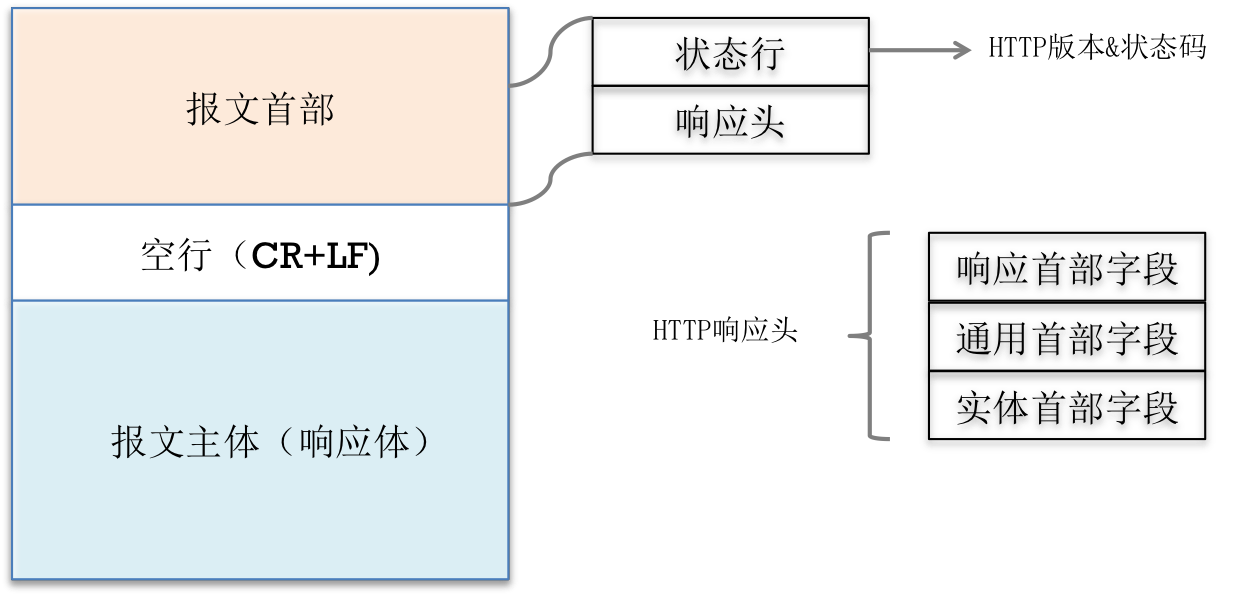 报文首部
空行（CR+LF)
报文主体（响应体）
状态行
响应头
HTTP版本&状态码
HTTP响应头
响应首部字段
通用首部字段
实体首部字段